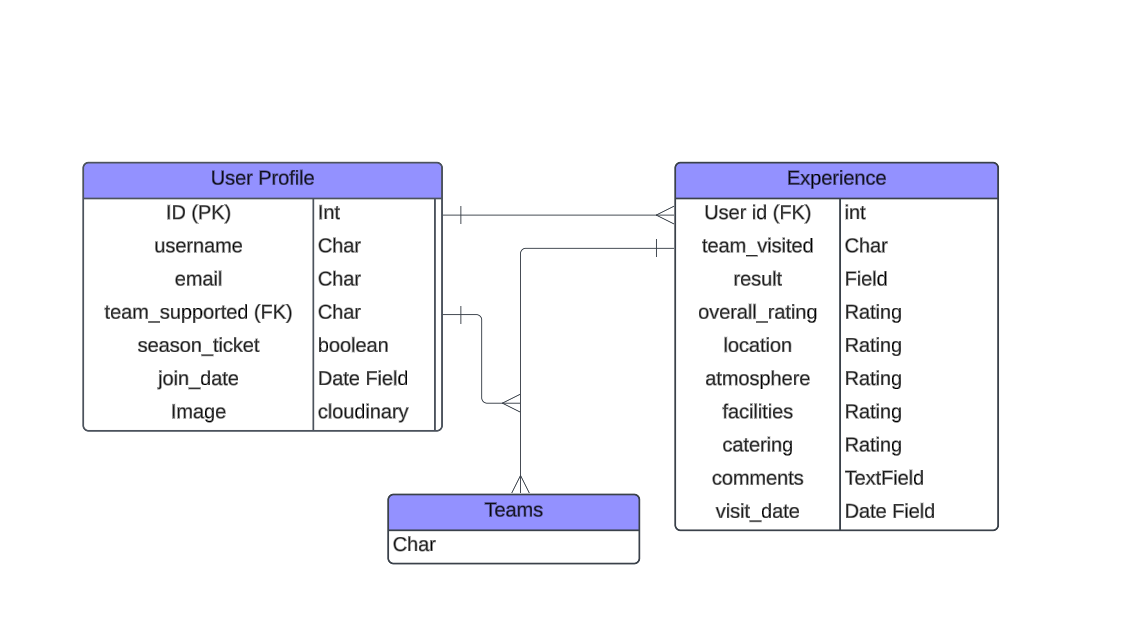 User Profile
ID (PK) Int
username Char
email Char
team_supported (FK) Char
season_ticket boolean
join_date Date Field
Image cloudinary
Experience
User id (FK) int
team_visited Char
result Field
overall_rating Rating
location Rating
atmosphere Rating
facilities Rating
catering Rating
comments TextField
visit_date Date Field
Teams
Char